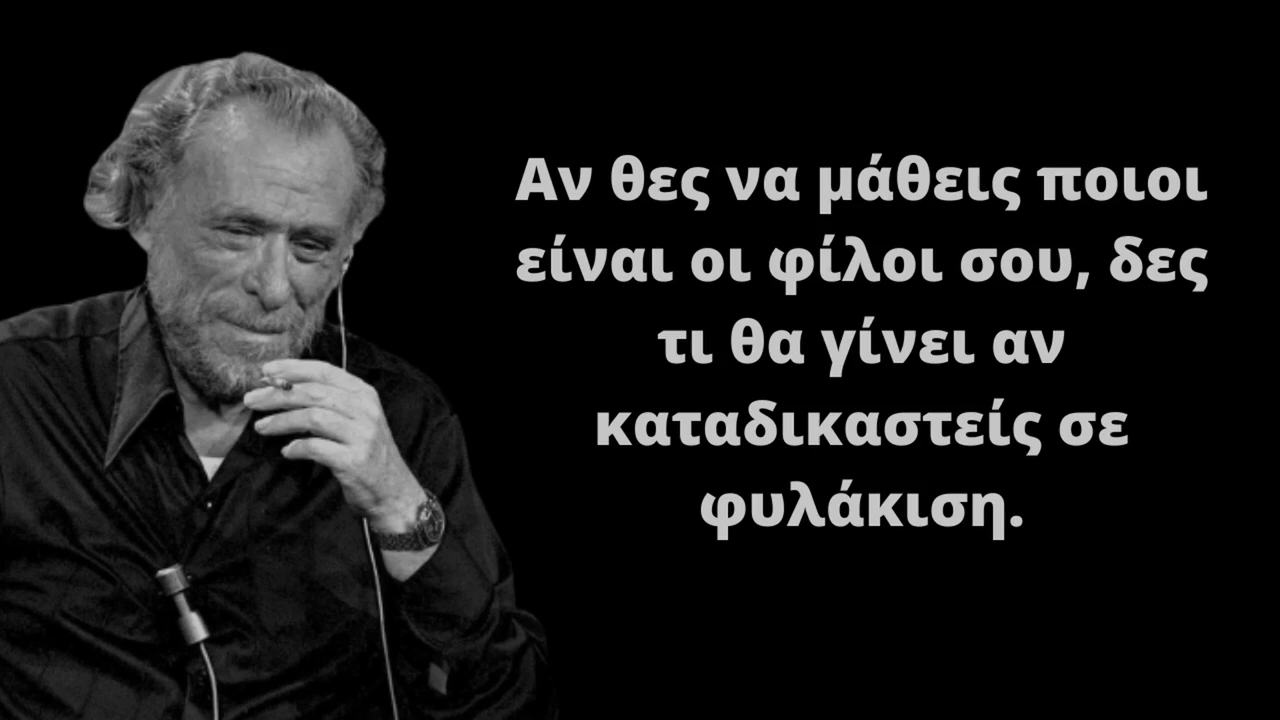 Αν θες να μάθεις ποιοι
είναι οι φίλοι σου, δες
τι θα γίνει αν
καταδικαστείς σε
φυλάκιση.